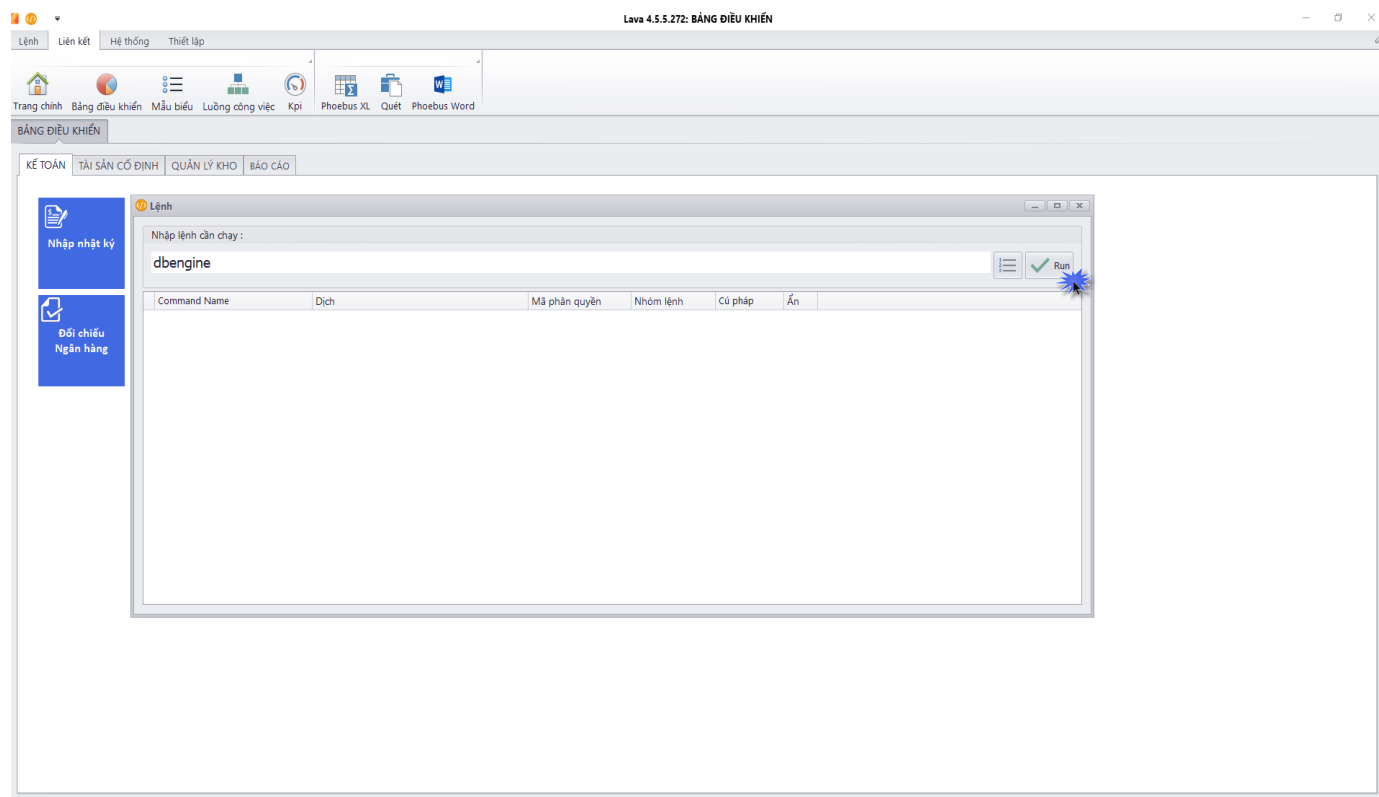 Lava 4.5.5.272: BẢNG ĐIỀU KHIỂN
Lệnh Liên kết Hệ thống Thiết lập
Trang chính Bảng điều khiển Mẫu biểu Luồng công việc Kpi Phoebus XL Quét Phoebus Word
BẢNG ĐIỀU KHIỂN
KẾ TOÁN TÀI SẢN CỐ ĐỊNH QUẢN LÝ KHO BÁO CÁO
Nhập nhật ký
Đối chiếu
Ngân hàng
Lệnh
Nhập lệnh cần chạy :
dbengine
Run
Command Name Dịch Mã phân quyền Nhóm lệnh Cú pháp Ẩn